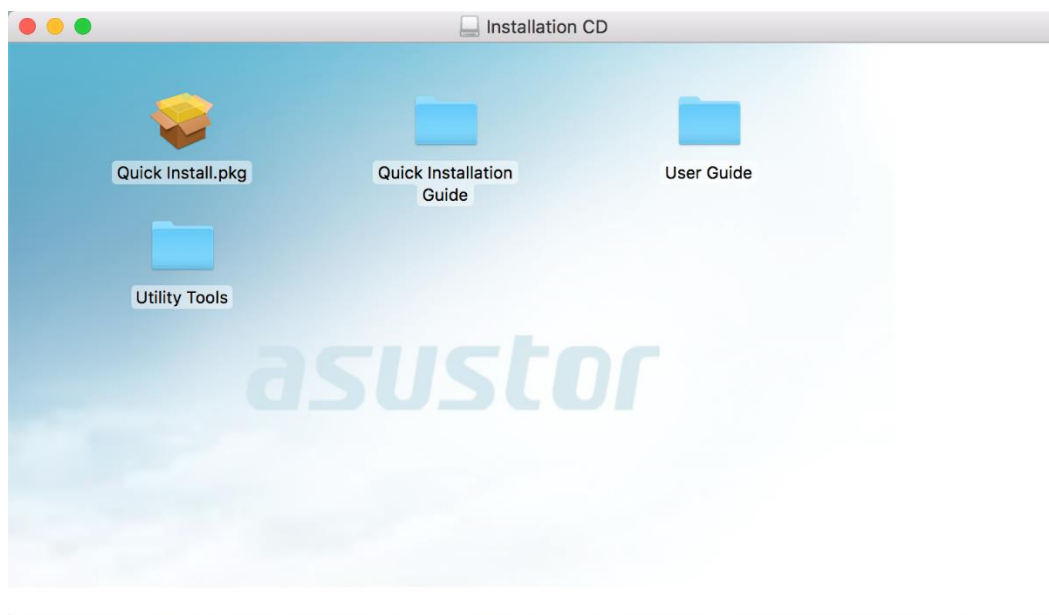 Installation CD
Quick Install.pkg
Quick Installation
Guide
User Guide
Utility Tools
asustor